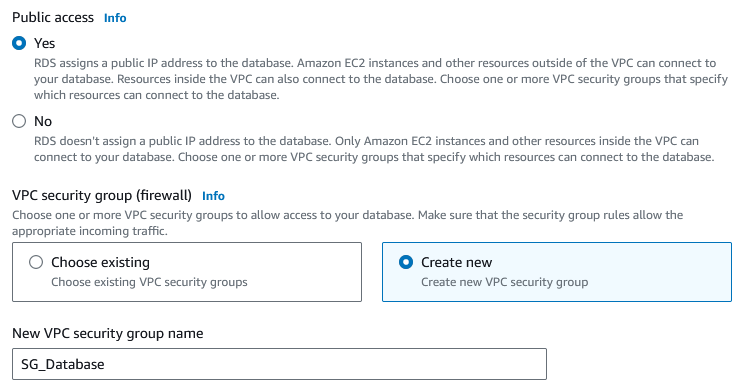 Public access Info
Yes
RDS assigns a public IP address to the database. Amazon EC2 instances and other resources outside of the VPC can connect to
your database. Resources inside the VPC can also connect to the database. Choose one or more VPC security groups that specify
which resources can connect to the database.
No
RDS doesn't assign a public IP address to the database. Only Amazon EC2 instances and other resources inside the VPC can
connect to your database. Choose one or more VPC security groups that specify which resources can connect to the database.
VPC security group (firewall) Info
Choose one or more VPC security groups to allow access to your database. Make sure that the security group rules allow the
appropriate incoming traffic.
Choose existing
Choose existing VPC security groups
Create new
Create new VPC security group
New VPC security group name
SG_Database